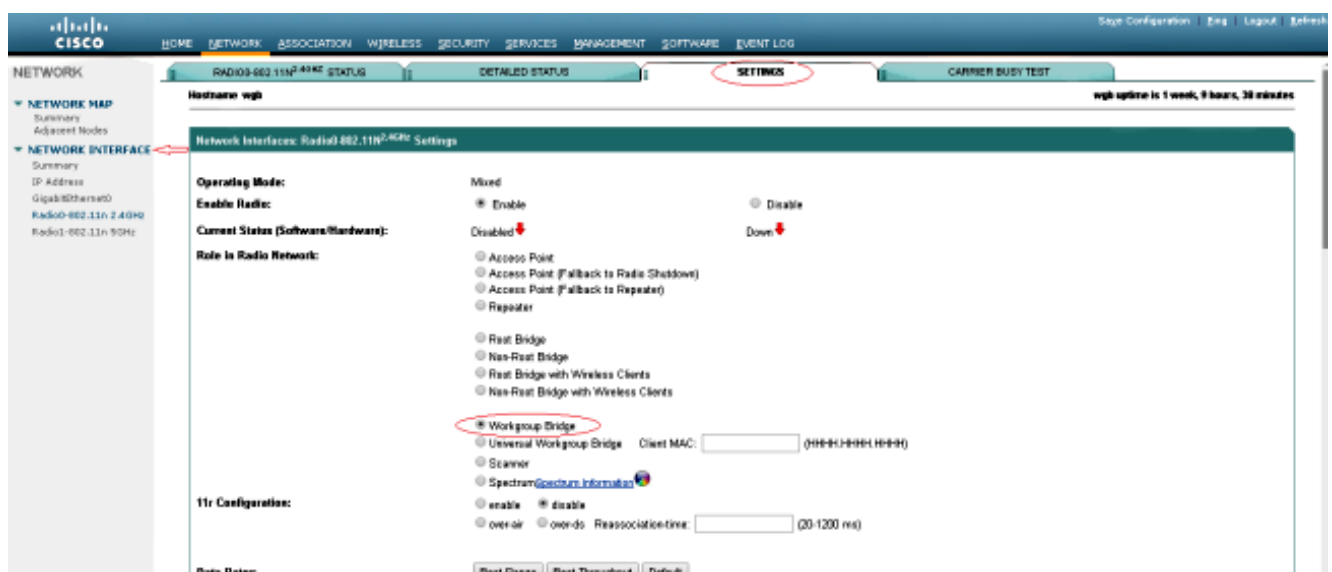 Save Configuration | Ping | Logout | Refresh
CISCO
HOME NETWORK ASSOCIATION WIRELESS SECURITY SERVICES MANAGEMENT SOFTWARE EVENT LOG
NETWORK
RADIO0-802.11N2.4GHZ STATUS
DETAILED STATUS
SETTINGS
CARRIER BUSY TEST
NETWORK MAP
Summary
Adjacent Nodes
NETWORK INTERFACE
Summary
IP Address
GigabitEthernet0
Radio0-802.11n 2.4GHz
Radio1-802.11n 5GHz
Hostname wgb
wgb uptime is 1 week, 9 hours, 38 minutes
Network Interfaces: Radio0-802.11N2.4GHz Settings
Operating Mode: Mixed
Enable Radio: Enable Disable
Current Status (Software/Hardware): Disabled Down
Role in Radio Network: Access Point
Access Point (Fallback to Radio Shutdown)
Access Point (Fallback to Repeater)
Repeater
Root Bridge
Non-Root Bridge
Root Bridge with Wireless Clients
Non-Root Bridge with Wireless Clients
Workgroup Bridge
Universal Workgroup Bridge Client MAC: (HHHH.HHHH.HHHH)
Scanner
Spectrum Spectrum Information
11r Configuration: enable disable
over-air over-ds Reassociation-time: (20-1200 ms)
Data Rates: Best Range Best Throughput Default